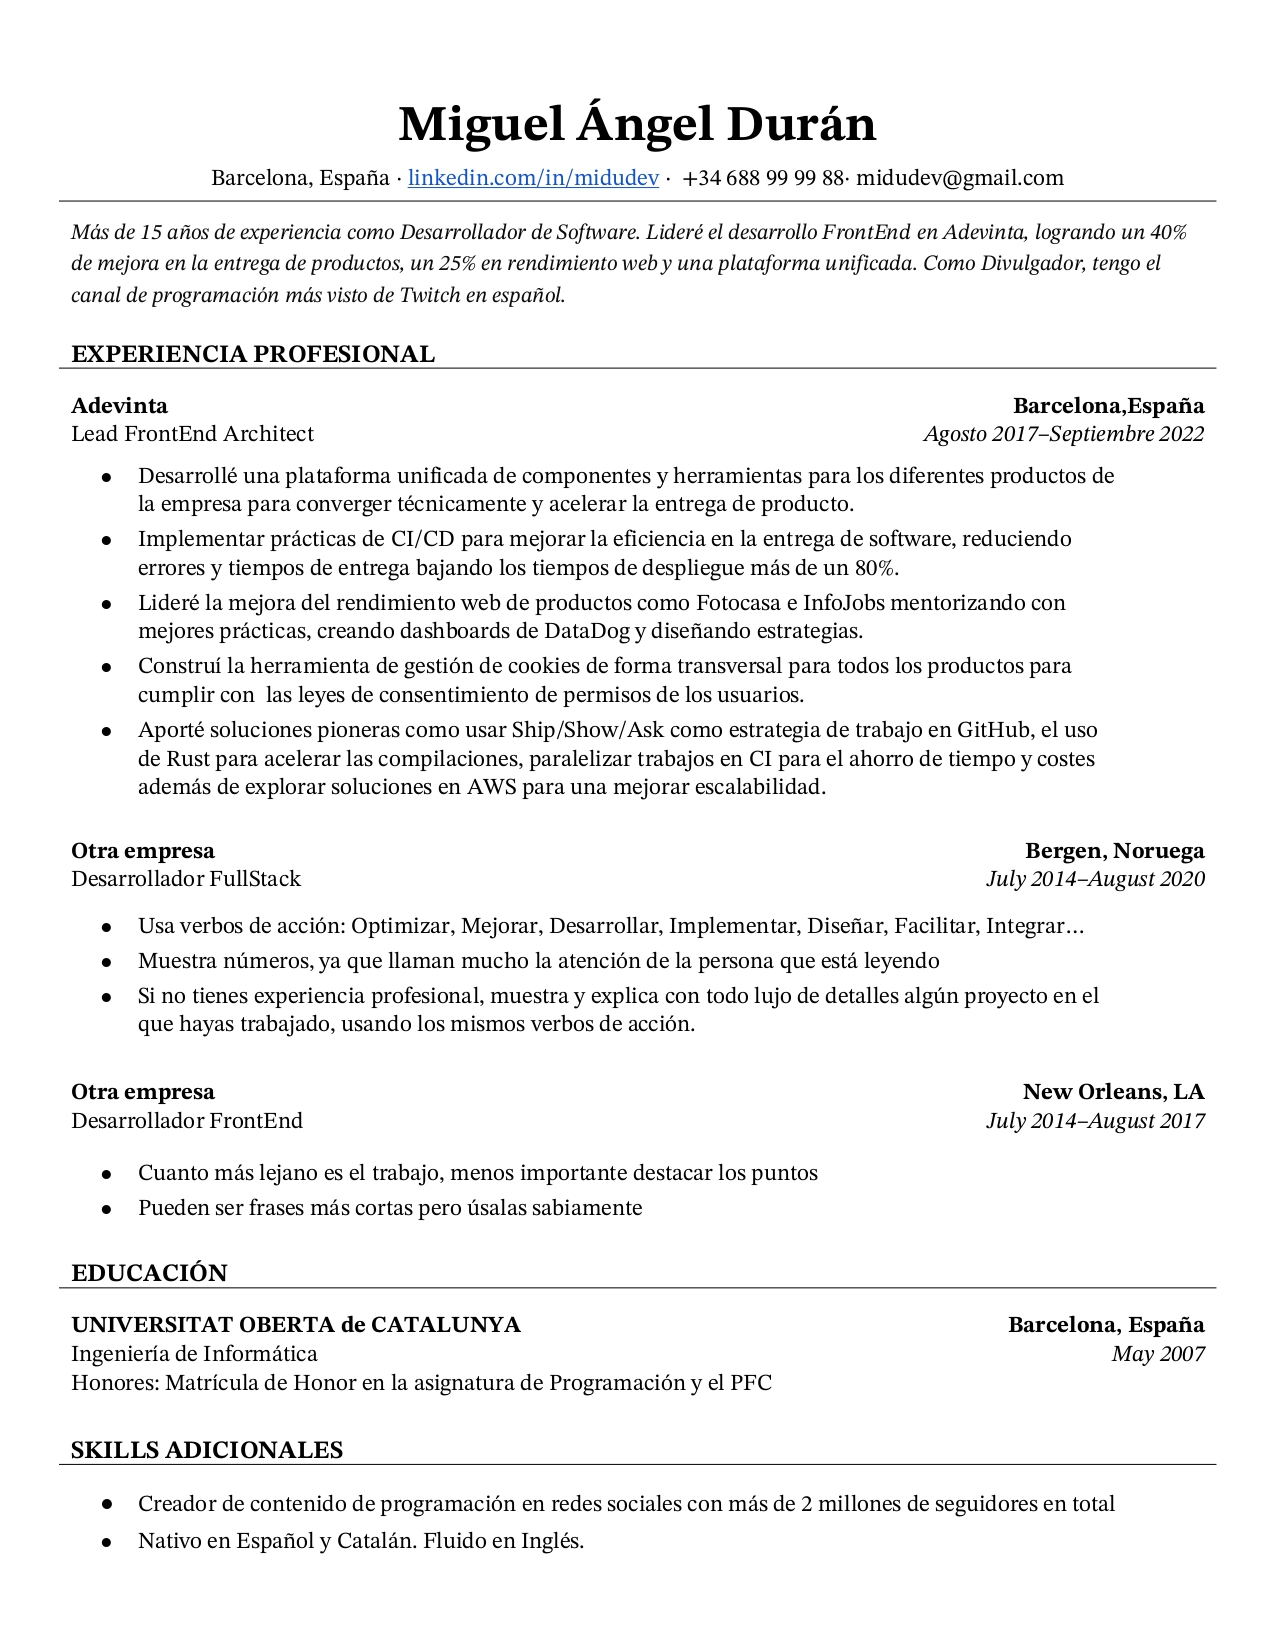 Miguel Ángel Durán
Barcelona, España · linkedin.com/in/midudev · +34 688 99 99 88· midudev@gmail.com
Más de 15 años de experiencia como Desarrollador de Software. Lideré el desarrollo FrontEnd en Adevinta, logrando un 40%
de mejora en la entrega de productos, un 25% en rendimiento web y una plataforma unificada. Como Divulgador, tengo el
canal de programación más visto de Twitch en español.
EXPERIENCIA PROFESIONAL
Adevinta Barcelona,España
Lead FrontEnd Architect Agosto 2017–Septiembre 2022
● Desarrollé una plataforma unificada de componentes y herramientas para los diferentes productos de
la empresa para converger técnicamente y acelerar la entrega de producto.
● Implementar prácticas de CI/CD para mejorar la eficiencia en la entrega de software, reduciendo
errores y tiempos de entrega bajando los tiempos de despliegue más de un 80%.
● Lideré la mejora del rendimiento web de productos como Fotocasa e InfoJobs mentorizando con
mejores prácticas, creando dashboards de DataDog y diseñando estrategias.
● Construí la herramienta de gestión de cookies de forma transversal para todos los productos para
cumplir con  las leyes de consentimiento de permisos de los usuarios.
● Aporté soluciones pioneras como usar Ship/Show/Ask como estrategia de trabajo en GitHub, el uso
de Rust para acelerar las compilaciones, paralelizar trabajos en CI para el ahorro de tiempo y costes
además de explorar soluciones en AWS para una mejorar escalabilidad.
Otra empresa Bergen, Noruega
Desarrollador FullStack July 2014–August 2020
● Usa verbos de acción: Optimizar, Mejorar, Desarrollar, Implementar, Diseñar, Facilitar, Integrar…
● Muestra números, ya que llaman mucho la atención de la persona que está leyendo
● Si no tienes experiencia profesional, muestra y explica con todo lujo de detalles algún proyecto en el
que hayas trabajado, usando los mismos verbos de acción.
Otra empresa New Orleans, LA
Desarrollador FrontEnd July 2014–August 2017
● Cuanto más lejano es el trabajo, menos importante destacar los puntos
● Pueden ser frases más cortas pero úsalas sabiamente
EDUCACIÓN
UNIVERSITAT OBERTA de CATALUNYA Barcelona, España
Ingeniería de Informática May 2007
Honores: Matrícula de Honor en la asignatura de Programación y el PFC
SKILLS ADICIONALES
● Creador de contenido de programación en redes sociales con más de 2 millones de seguidores en total
● Nativo en Español y Catalán. Fluido en Inglés.